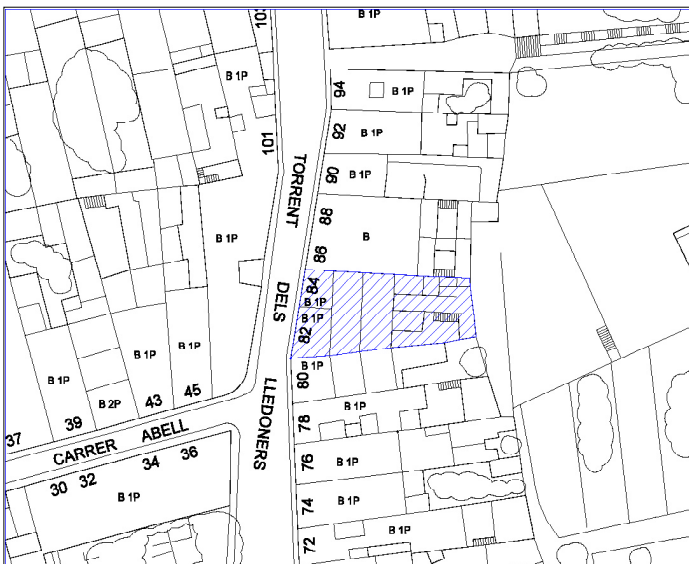 103
B 1P
B 1P
94
B 1P
92
B 1P
101
90
B 1P
TORRENT
88
B 1P
86
B
84
DELS
B 1P
B 1P
82
B 1P
B 1P
80
B 1P
B 1P
45
43
B 2P
39
37
LLEDONERS
78
B 1P
CARRER ABELL
36
34
32
30
76
B 1P
B 1P
74
B 1P
72
B 1P